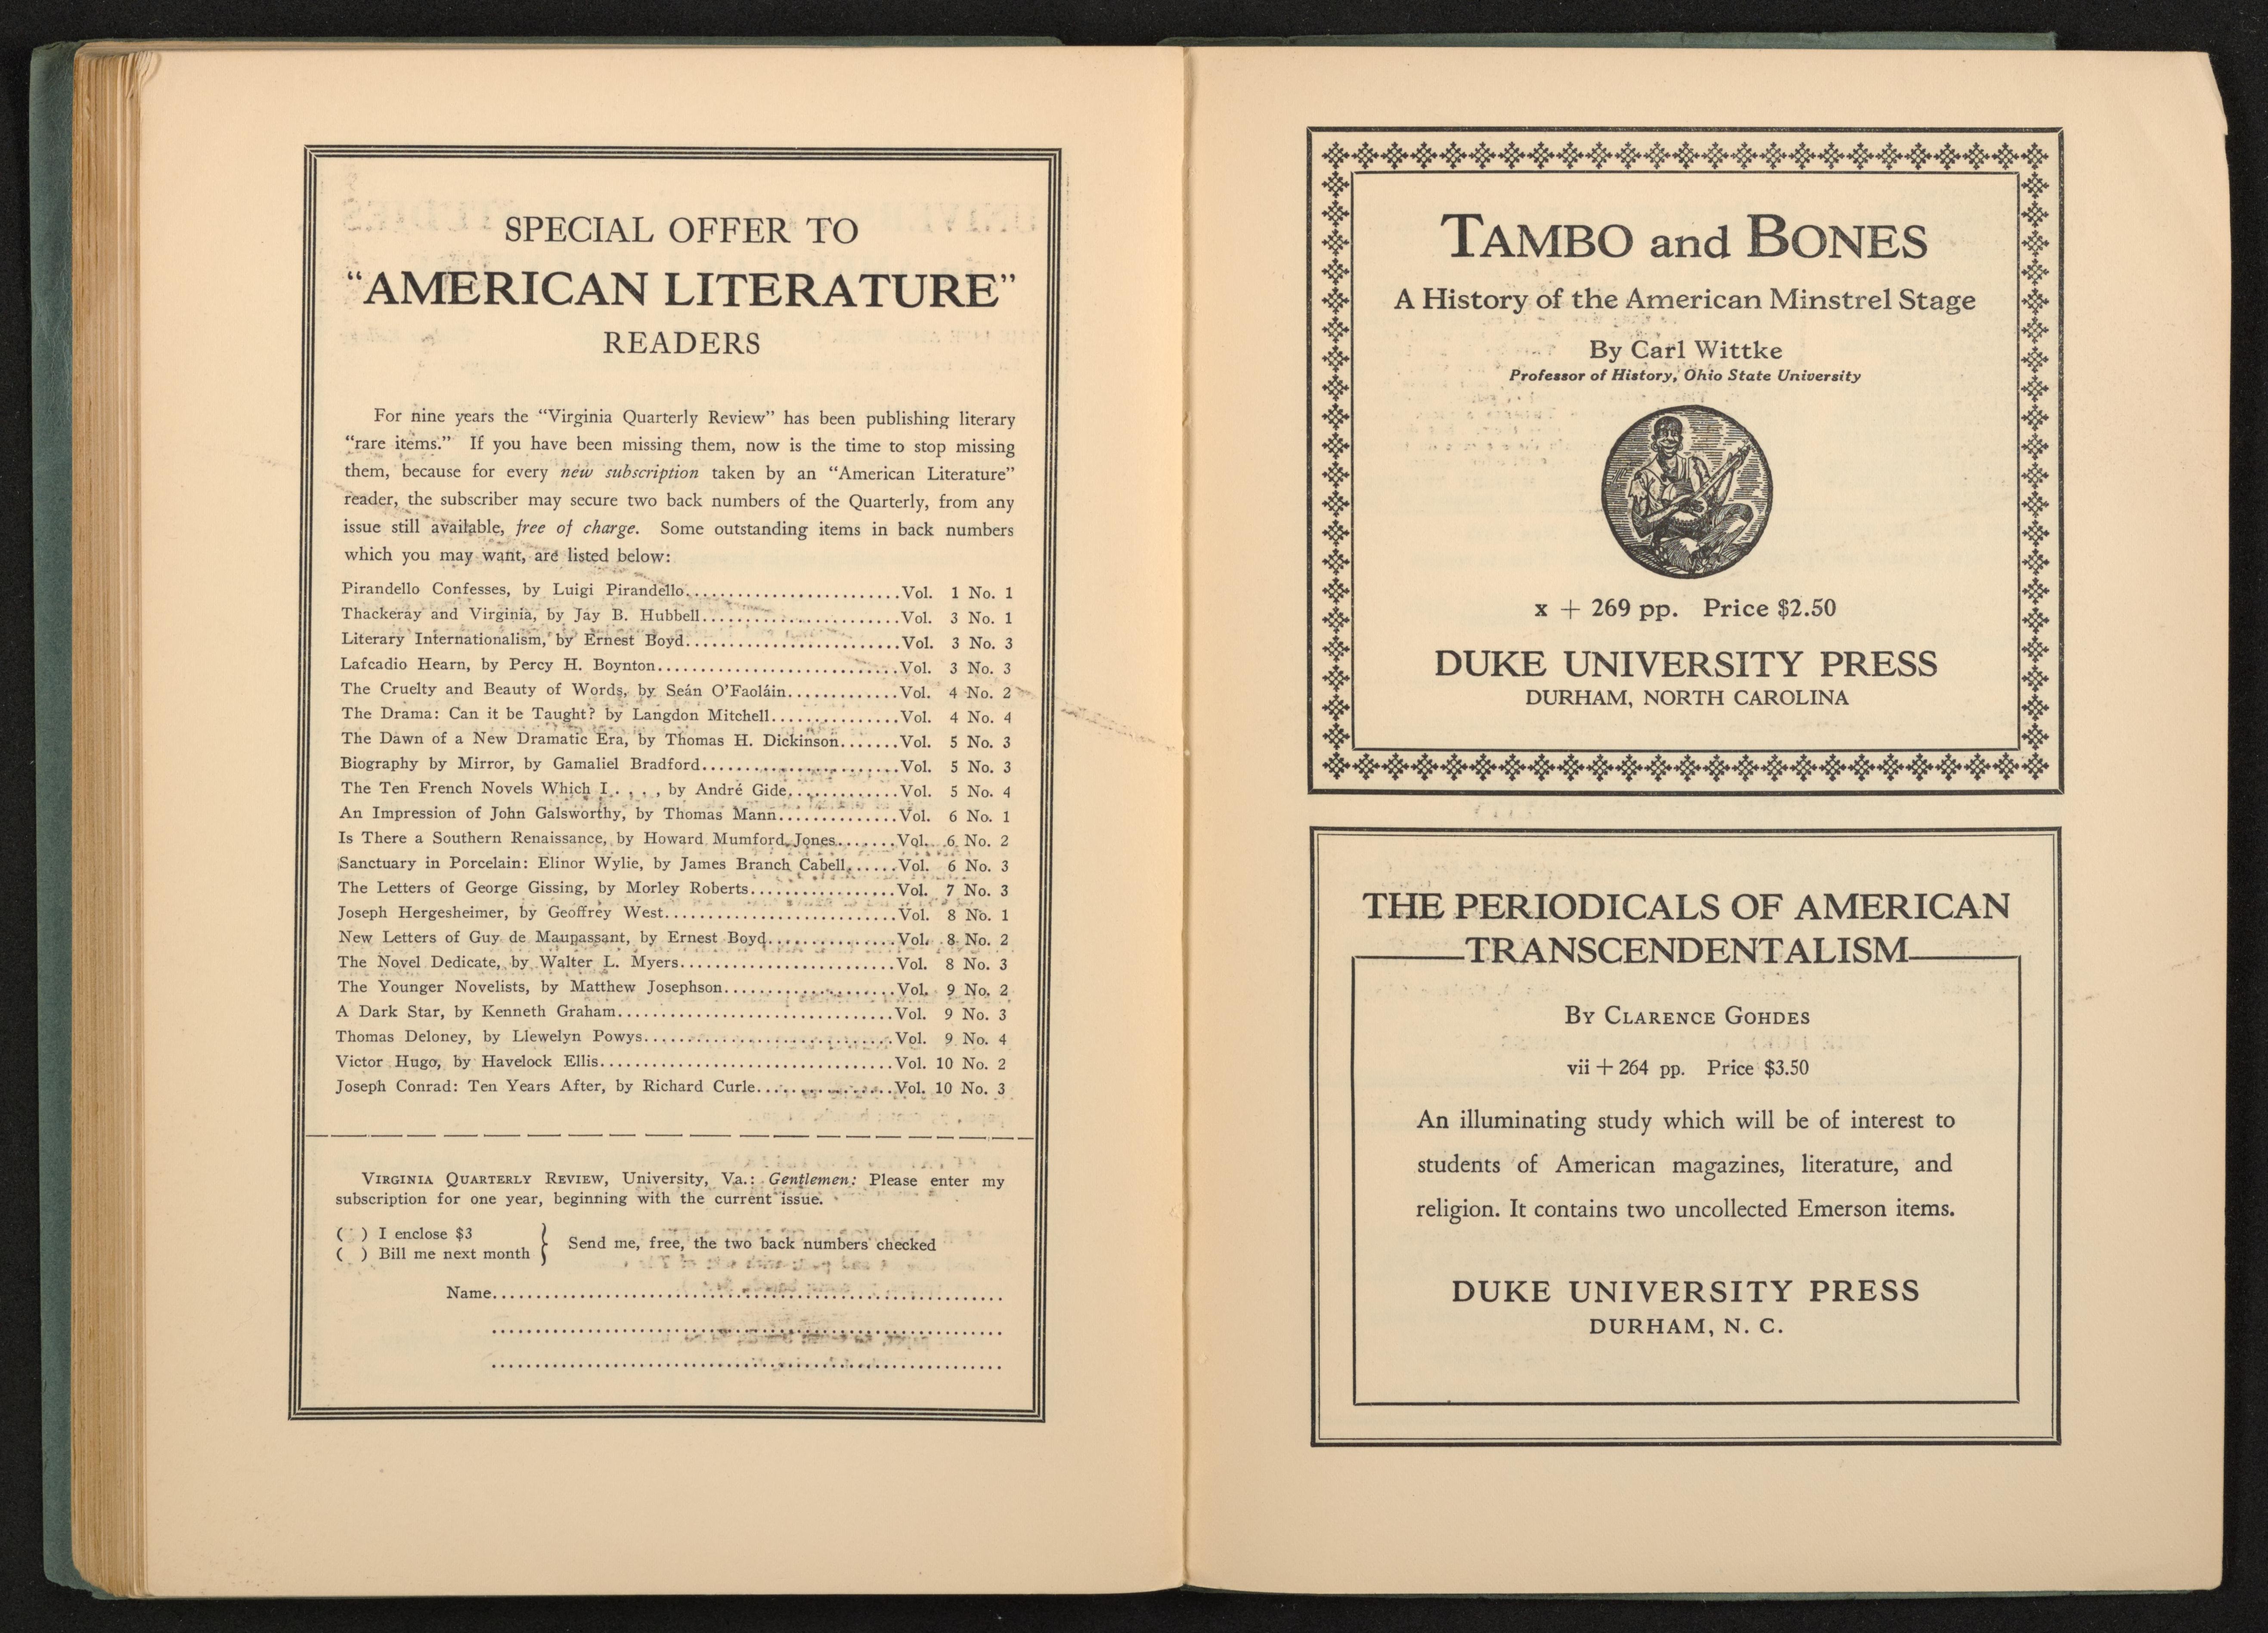 SPECIAL OFFER TO
“AMERICAN LITERATURE”
READERS
For nine years the “Virginia Quarterly Review” has been publishing literary
“rare items.” If you have been missing them, now is the time to stop missing
them, because for every new subscription taken by an “American Literature”
reader, the subscriber may secure two back numbers of the Quarterly, from any
issue still available, free of charge. Some outstanding items in back numbers
which you may want, are listed below:
Pirandello Confesses, by Luigi Pirandello.........................Vol. 1 No. 1
Thackeray and Virginia, by Jay B. Hubbell.......................Vol. 3 No. 1
Literary Internationalism, by Ernest Boyd.........................Vol. 3 No. 3
Lafcadio Hearn, by Percy H. Boynton............................Vol. 3 No. 3
The Cruelty and Beauty of Words, by Seán O’Faoláin.............Vol. 4 No. 2
The Drama: Can it be Taught? by Langdon Mitchell...............Vol. 4 No. 4
The Dawn of a New Dramatic Era, by Thomas H. Dickinson.......Vol. 5 No. 3
Biography by Mirror, by Gamaliel Bradford.......................Vol. 5 No. 3
The Ten French Novels Which I . . . , by André Gide.............Vol. 5 No. 4
An Impression of John Galsworthy, by Thomas Mann..............Vol. 6 No. 1
Is There a Southern Renaissance, by Howard Mumford Jones.......Vol. 6 No. 2
Sanctuary in Porcelain: Elinor Wylie, by James Branch Cabell......Vol. 6 No. 3
The Letters of George Gissing, by Morley Roberts.................Vol. 7 No. 3
Joseph Hergesheimer, by Geoffrey West...........................Vol. 8 No. 1
New Letters of Guy de Maupassant, by Ernest Boyd...............Vol. 8 No. 2
The Novel Dedicate, by Walter L. Myers.........................Vol. 8 No. 3
The Younger Novelists, by Matthew Josephson....................Vol. 9 No. 2
A Dark Star, by Kenneth Graham................................Vol. 9 No. 3
Thomas Deloney, by Llewelyn Powys.............................Vol. 9 No. 4
Victor Hugo, by Havelock Ellis..................................Vol. 10 No. 2
Joseph Conrad: Ten Years After, by Richard Curle................Vol. 10 No. 3
VIRGINIA QUARTERLY REVIEW, University, Va.: Gentlemen: Please enter my
subscription for one year, beginning with the current issue.
( ) I enclose $3
( ) Bill me next month } Send me, free, the two back numbers checked
Name............................................................
............................................................
............................................................
TAMBO and BONES
A History of the American Minstrel Stage
By Carl Wittke
Professor of History, Ohio State University
x + 269 pp. Price $2.50
DUKE UNIVERSITY PRESS
DURHAM, NORTH CAROLINA
THE PERIODICALS OF AMERICAN
TRANSCENDENTALISM
BY CLARENCE GOHDES
vii + 264 pp. Price $3.50
An illuminating study which will be of interest to
students of American magazines, literature, and
religion. It contains two uncollected Emerson items.
DUKE UNIVERSITY PRESS
DURHAM, N. C.